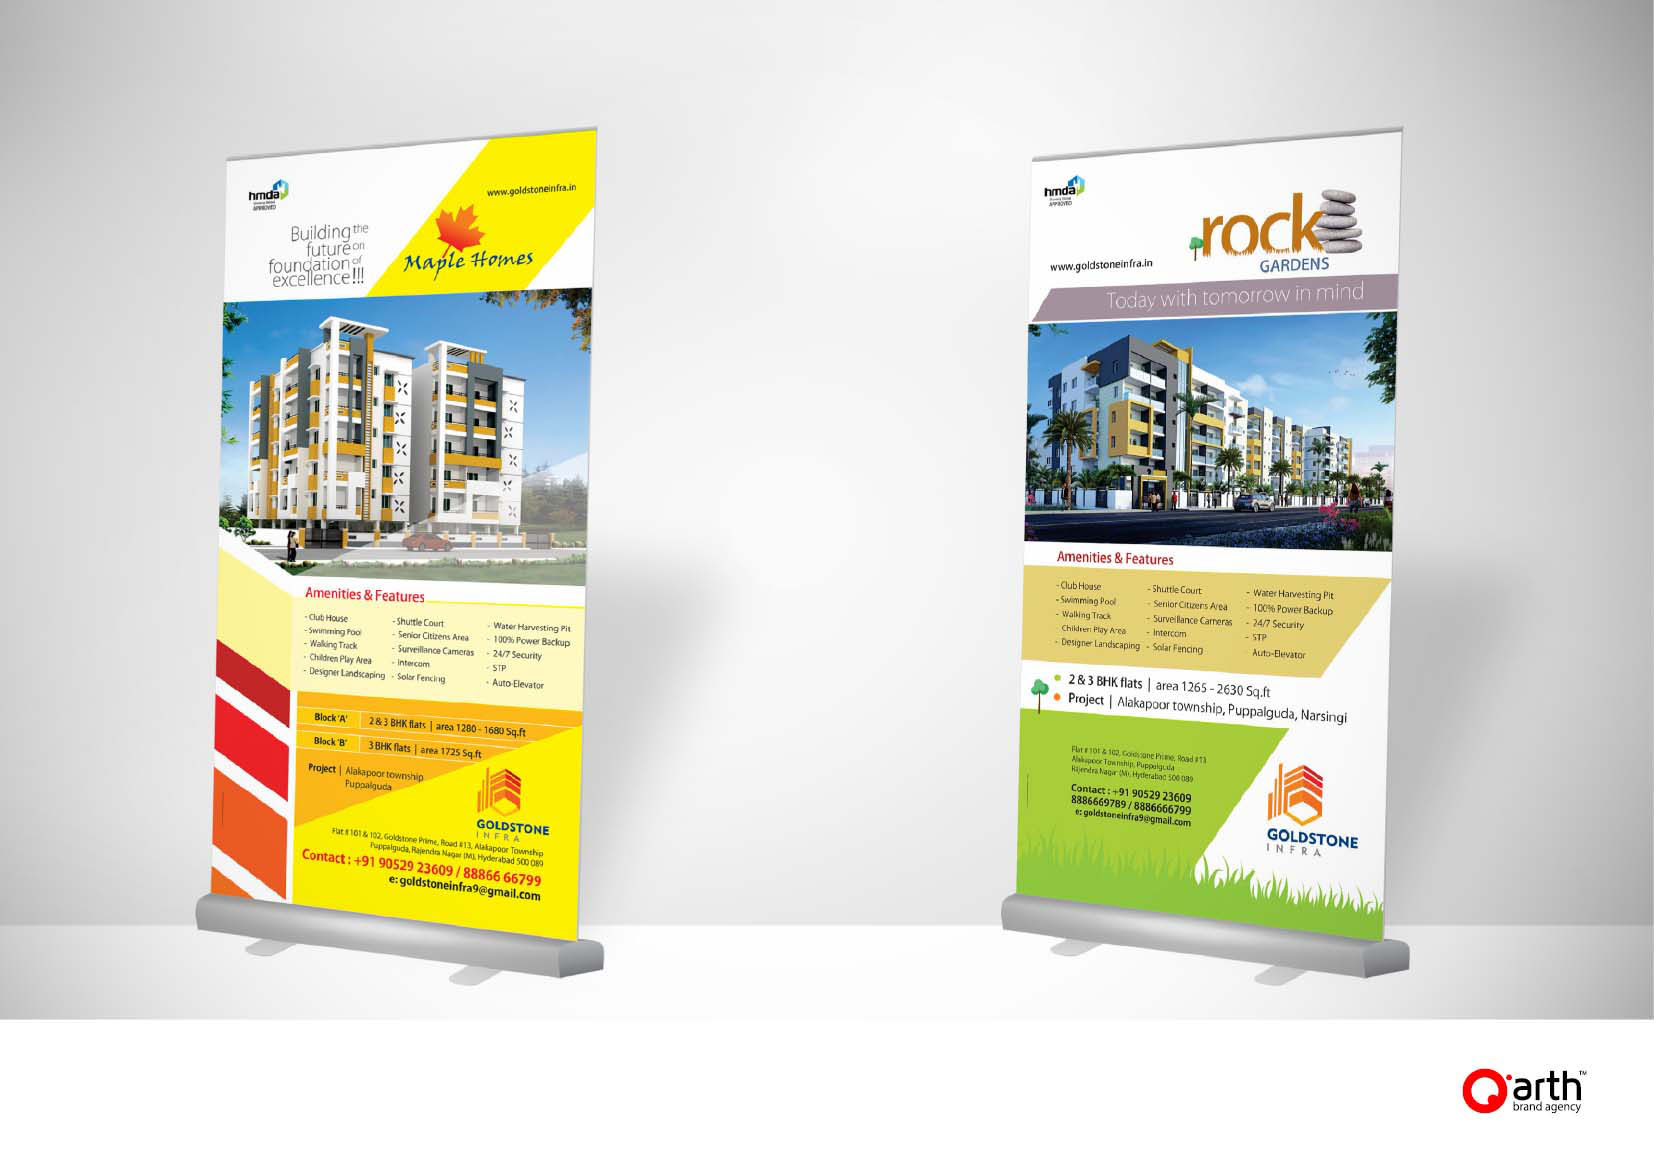 hmda
APPROVED
www.goldstoneinfra.in
Building the
future on
foundation of
excellence!!!
Maple Homes
Amenities & Features
- Club House
- Swimming Pool
- Walking Track
- Children Play Area
- Designer Landscaping
- Shuttle Court
- Senior Citizens Area
- Surveillance Cameras
- Intercom
- Solar Fencing
- Water Harvesting Pit
- 100% Power Backup
- 24/7 Security
- STP
- Auto-Elevator
Block 'A' 2 & 3 BHK flats | area 1280 - 1680 Sq.ft
Block 'B' 3 BHK flats | area 1725 Sq.ft
Project | Alakapoor township
Puppalguda
GOLDSTONE
INFRA
Flat # 101 & 102, Goldstone Prime, Road #13, Alakapoor Township
Puppalguda, Rajendra Nagar (M), Hyderabad 500 089
Contact : +91 90529 23609 / 88866 66799
e: goldstoneinfra9@gmail.com
hmda
APPROVED
rock
GARDENS
www.goldstoneinfra.in
Today with tomorrow in mind
Amenities & Features
- Club House
- Swimming Pool
- Walking Track
Children Play Area
- Designer Landscaping
- Shuttle Court
- Senior Citizens Area
- Surveillance Cameras
- Intercom
- Solar Fencing
- Water Harvesting Pit
- 100% Power Backup
- 24/7 Security
- STP
Auto-Elevator
2 & 3 BHK flats | area 1265 - 2630 Sq.ft
Project | Alakapoor township, Puppalguda, Narsingi
Flat # 101 & 102, Goldstone Prime, Road #13
Alakapoor Township, Puppalguda
Rajendra Nagar (M), Hyderabad 500 089
Contact : +91 90529 23609
8886669789 / 8886666799
e: goldstoneinfra9@gmail.com
GOLDSTONE
INFRA
Q'arth™
brand agency